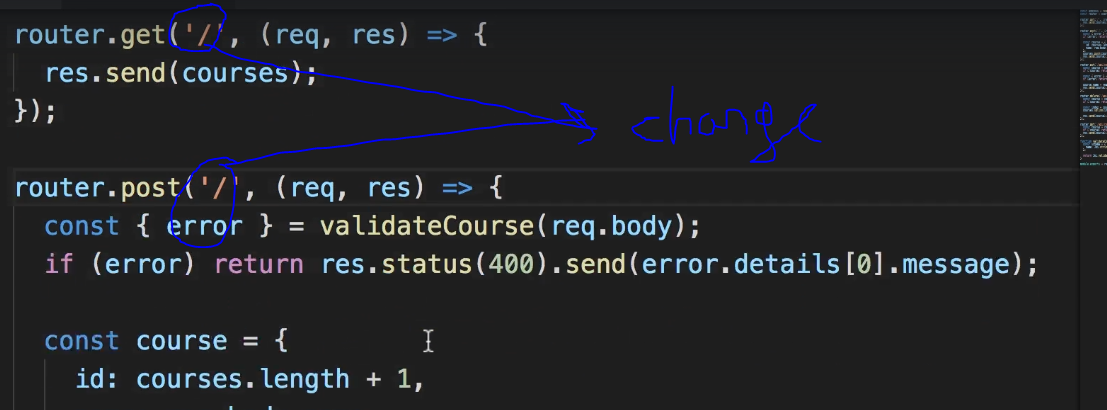 router.get('/', (req, res) => {
res.send(courses);
});
change
router.post('/', (req, res) => {
const { error } = validateCourse(req.body);
if (error) return res.status(400).send(error.details[0].message);
const course = {
id: courses.length + 1,